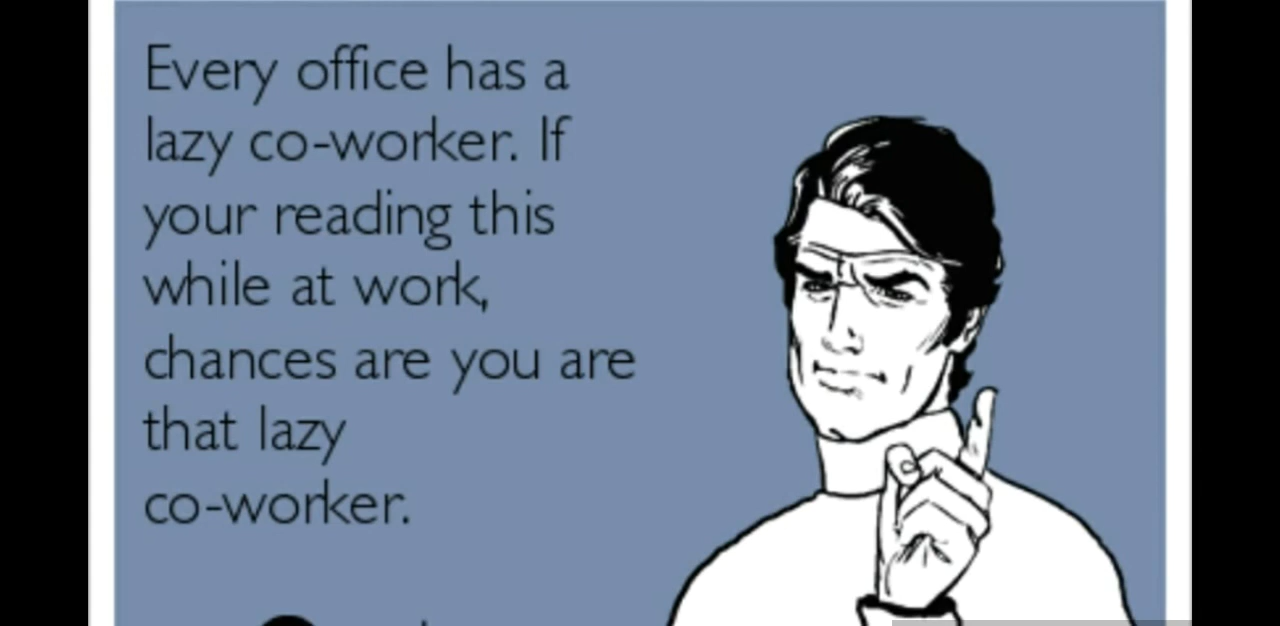 Every office has a
lazy co-worker. If
your reading this
while at work,
chances are you are
that lazy
co-worker.